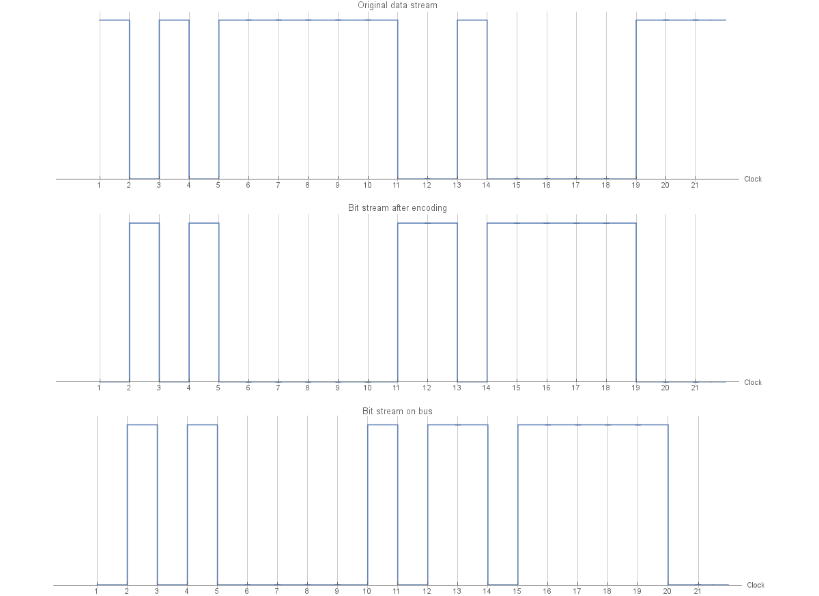 Original data stream
1 2 3 4 5 6 7 8 9 10 11 12 13 14 15 16 17 18 19 20 21 Clock
Bit stream after encoding
1 2 3 4 5 6 7 8 9 10 11 12 13 14 15 16 17 18 19 20 21 Clock
Bit stream on bus
1 2 3 4 5 6 7 8 9 10 11 12 13 14 15 16 17 18 19 20 21 Clock